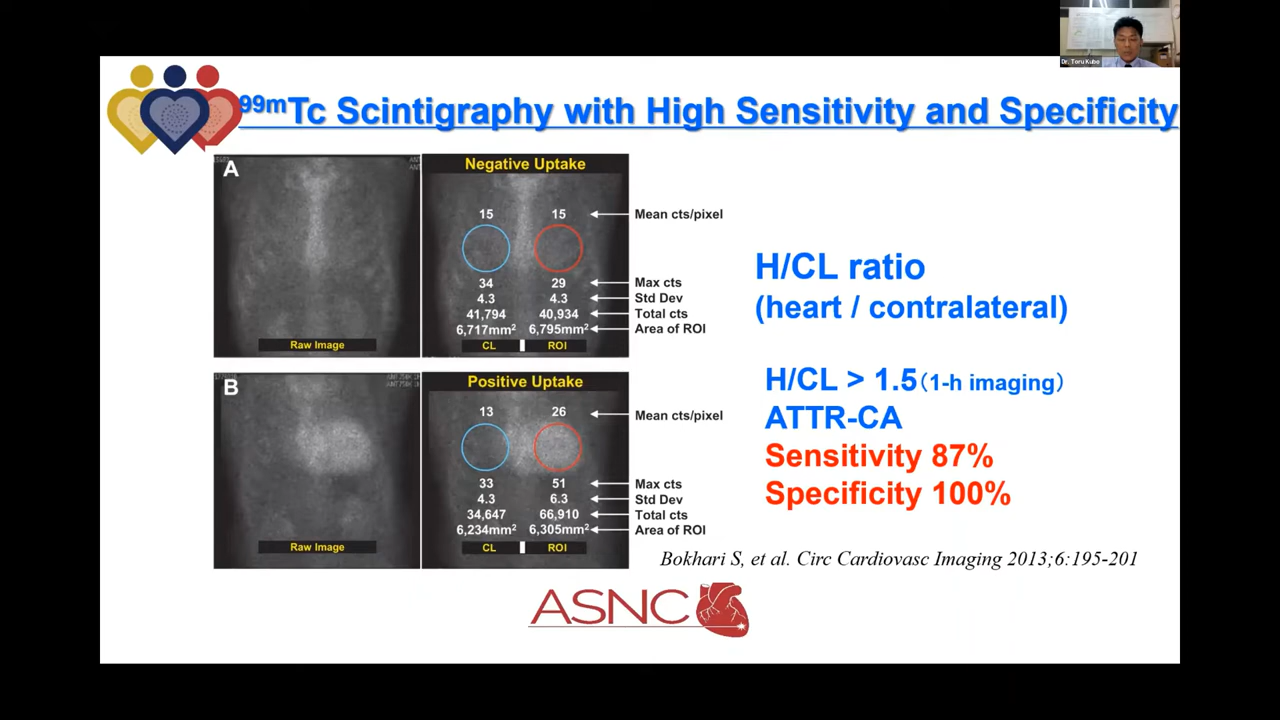 Dr. Toru Kubo
99mTc Scintigraphy with High Sensitivity and Specificity
A
Raw Image
Negative Uptake
15 15 Mean cts/pixel
34 29 Max cts
4.3 4.3 Std Dev
41,794 40,934 Total cts
6,717mm2 6,795mm2 Area of ROI
CL ROI
H/CL ratio
(heart / contralateral)
B
Raw Image
Positive Uptake
13 26 Mean cts/pixel
33 51 Max cts
4.3 6.3 Std Dev
34,647 66,910 Total cts
6,234mm2 6,305mm2 Area of ROI
CL ROI
H/CL > 1.5(1-h imaging)
ATTR-CA
Sensitivity 87%
Specificity 100%
Bokhari S, et al. Circ Cardiovasc Imaging 2013;6:195-201
ASNC